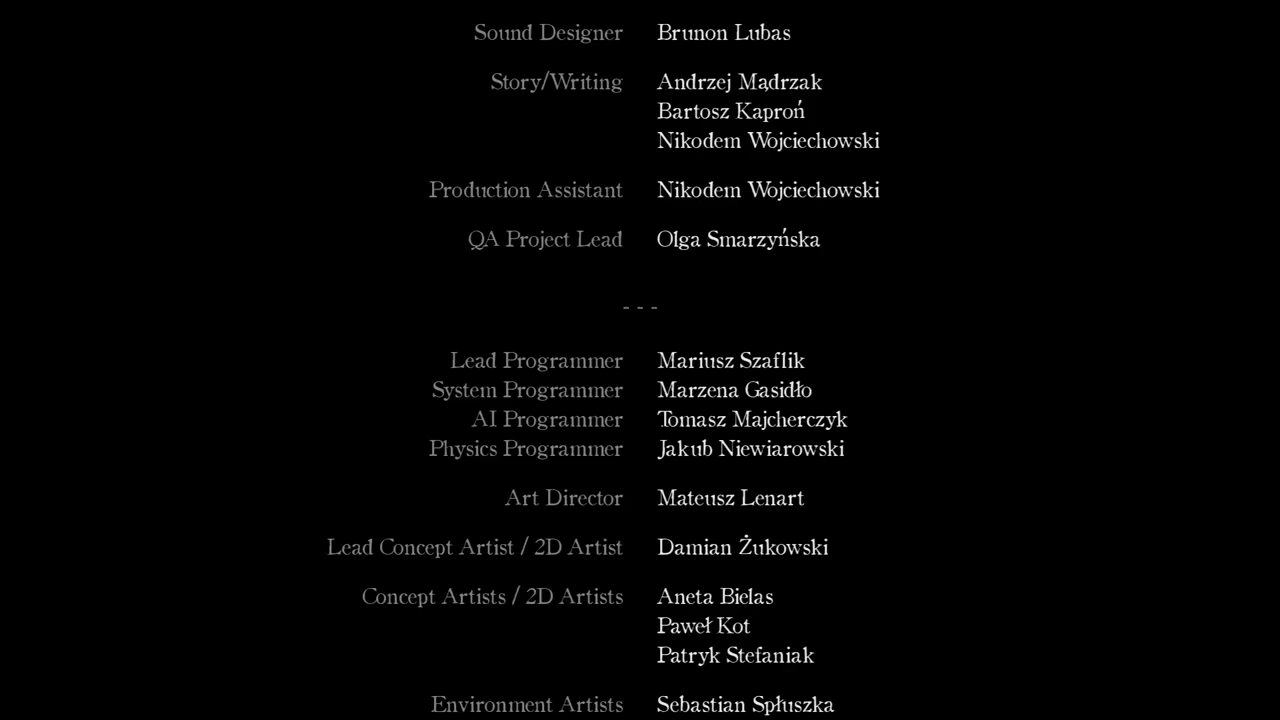 Sound Designer Brunon Lubas
Story/Writing Andrzej Mądrzak
Bartosz Kaproń
Nikodem Wojciechowski
Production Assistant Nikodem Wojciechowski
QA Project Lead Olga Smarzyńska
- - -
Lead Programmer Mariusz Szaflik
System Programmer Marzena Gasidło
AI Programmer Tomasz Majcherczyk
Physics Programmer Jakub Niewiarowski
Art Director Mateusz Lenart
Lead Concept Artist / 2D Artist Damian Żukowski
Concept Artists / 2D Artists Aneta Bielas
Paweł Kot
Patryk Stefaniak
Environment Artists Sebastian Spłuszka